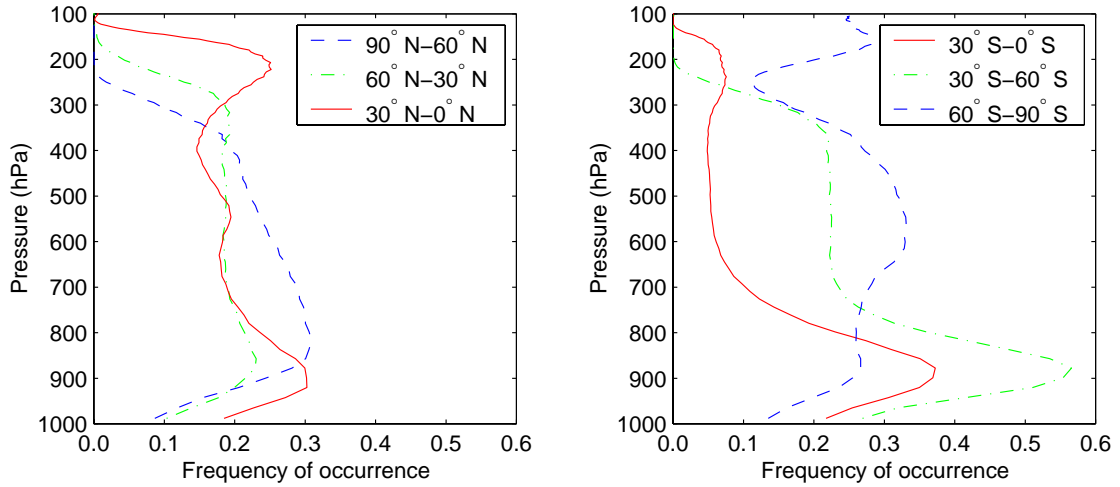 100
200
300
400
500
600
700
800
900
1000
Pressure (hPa)
0.0 0.1 0.2 0.3 0.4 0.5 0.6
Frequency of occurrence
90° N−60° N
60° N−30° N
30° N−0° N
100
200
300
400
500
600
700
800
900
1000
Pressure (hPa)
0.0 0.1 0.2 0.3 0.4 0.5 0.6
Frequency of occurrence
30° S−0° S
30° S−60° S
60° S−90° S